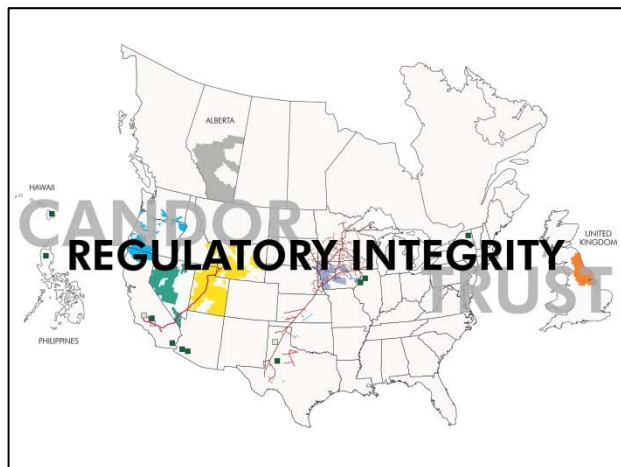 ALBERTA
HAWAII
CANDOR
UNITED
KINGDOM
REGULATORY INTEGRITY
TRUST
PHILIPPINES